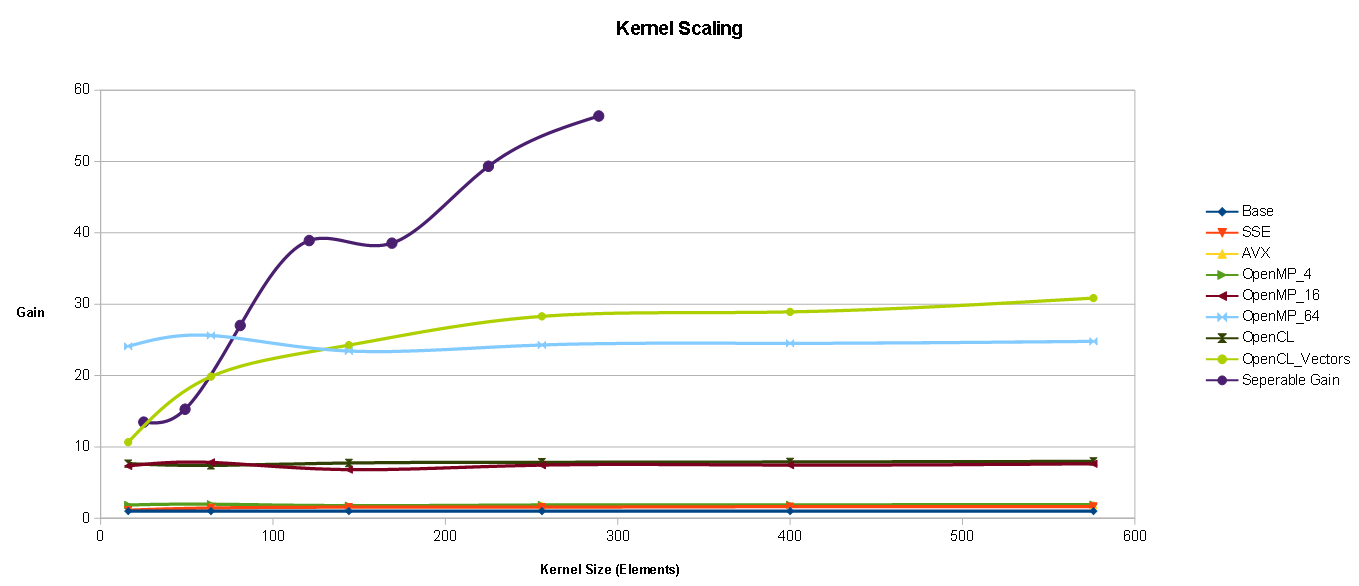 Kernel Scaling
60
50
40
30
20
10
0
Gain
0 100 200 300 400 500 600
Kernel Size (Elements)
Base
SSE
AVX
OpenMP_4
OpenMP_16
OpenMP_64
OpenCL
OpenCL_Vectors
Seperable Gain